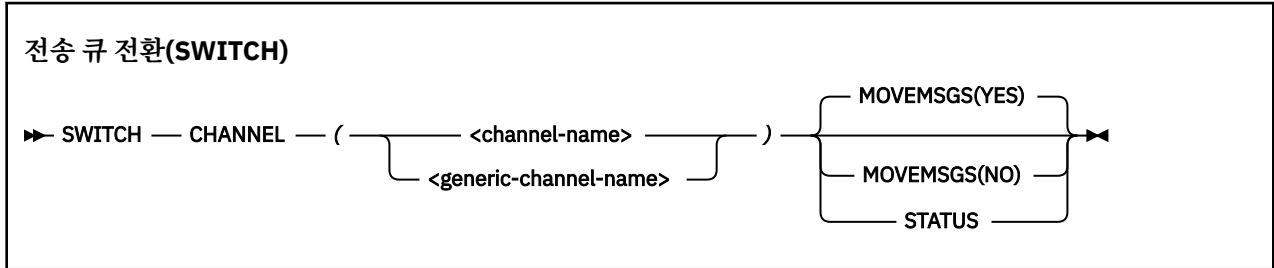 전송 큐 전환(SWITCH)
MOVEMSGS(YES)
SWITCH CHANNEL ( <channel-name> )
<generic-channel-name>
MOVEMSGS(NO)
STATUS